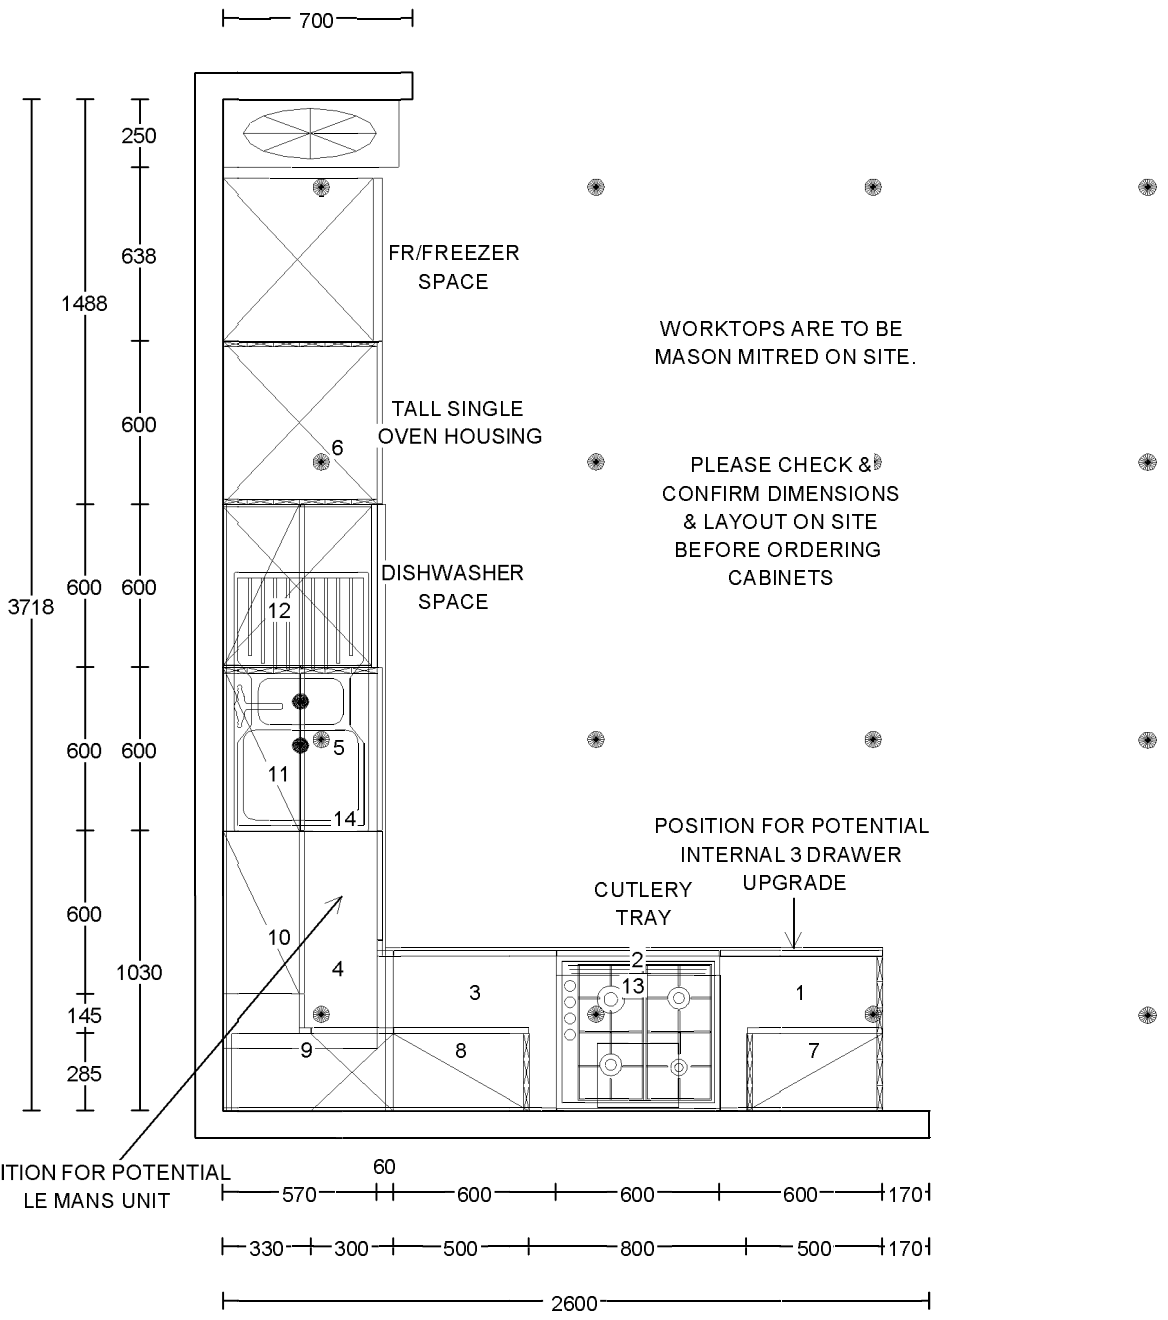 700
250
638
FR/FREEZER
SPACE
1488
WORKTOPS ARE TO BE
MASON MITRED ON SITE.
TALL SINGLE
OVEN HOUSING
600
6
PLEASE CHECK &
CONFIRM DIMENSIONS
& LAYOUT ON SITE
BEFORE ORDERING
CABINETS
DISHWASHER
SPACE
600
600
3718
12
600
600
5
11
14
POSITION FOR POTENTIAL
INTERNAL 3 DRAWER
UPGRADE
CUTLERY
TRAY
600
10
2
1030
4
3
13
1
145
9
8
7
285
ITION FOR POTENTIAL
LE MANS UNIT
60
570
600
600
600
170
330
300
500
800
500
170
2600